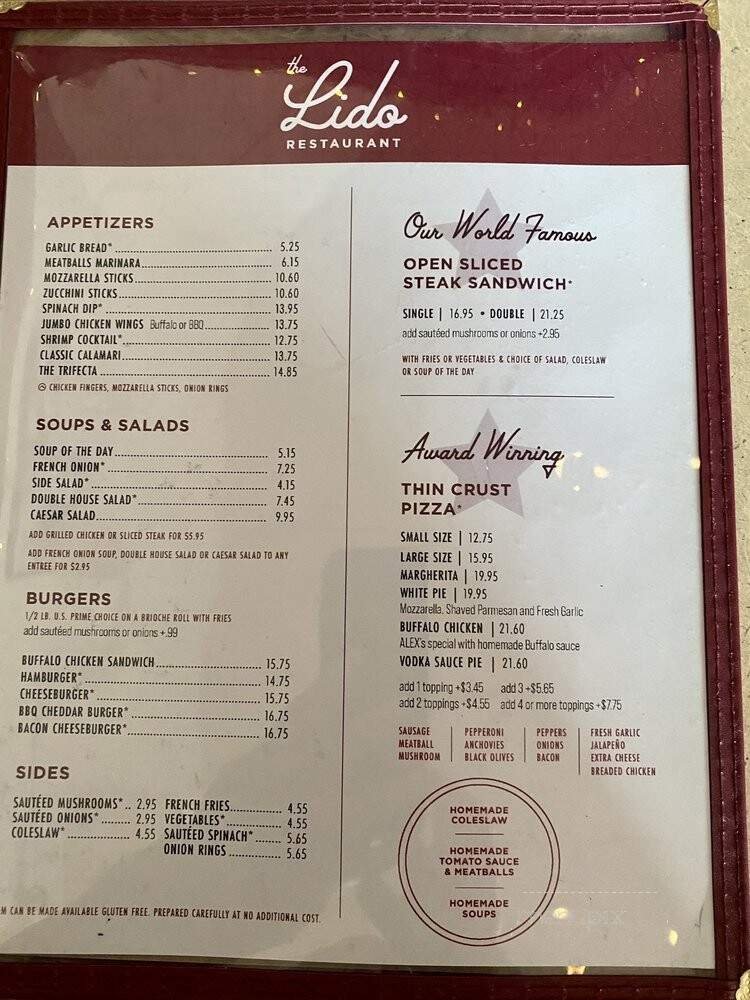 the
Lido
RESTAURANT
APPETIZERS
GARLIC BREAD* 5.25
MEATBALLS MARINARA 6.15
MOZZARELLA STICKS 10.60
ZUCCHINI STICKS 10.60
SPINACH DIP* 13.95
JUMBO CHICKEN WINGS Buffalo or BBQ 13.75
SHRIMP COCKTAIL* 12.75
CLASSIC CALAMARI 13.75
THE TRIFECTA 14.85
CHICKEN FINGERS, MOZZARELLA STICKS, ONION RINGS
SOUPS & SALADS
SOUP OF THE DAY 5.15
FRENCH ONION* 7.25
SIDE SALAD* 4.15
DOUBLE HOUSE SALAD* 7.45
CAESAR SALAD 9.95
ADD GRILLED CHICKEN OR SLICED STEAK FOR $5.95
ADD FRENCH ONION SOUP, DOUBLE HOUSE SALAD OR CAESAR SALAD TO ANY
ENTREE FOR $2.95
BURGERS
1/2 LB. U.S. PRIME CHOICE ON A BRIOCHE ROLL WITH FRIES
add sautéed mushrooms or onions +.99
BUFFALO CHICKEN SANDWICH 15.75
HAMBURGER* 14.75
CHEESEBURGER* 15.75
BBQ CHEDDAR BURGER* 16.75
BACON CHEESEBURGER* 16.75
SIDES
SAUTÉED MUSHROOMS* 2.95 FRENCH FRIES 4.55
SAUTÉED ONIONS* 2.95 VEGETABLES* 4.55
COLESLAW* 4.55 SAUTÉED SPINACH* 5.65
ONION RINGS 5.65
M CAN BE MADE AVAILABLE GLUTEN FREE. PREPARED CAREFULLY AT NO ADDITIONAL COST.
Our World Famous
OPEN SLICED
STEAK SANDWICH*
SINGLE | 16.95 • DOUBLE | 21.25
add sautéed mushrooms or onions +2.95
WITH FRIES OR VEGETABLES & CHOICE OF SALAD, COLESLAW
OR SOUP OF THE DAY
Award Winning
THIN CRUST
PIZZA*
SMALL SIZE | 12.75
LARGE SIZE | 15.95
MARGHERITA | 19.95
WHITE PIE | 19.95
Mozzarella, Shaved Parmesan and Fresh Garlic
BUFFALO CHICKEN | 21.60
ALEX's special with homemade Buffalo sauce
VODKA SAUCE PIE | 21.60
add 1 topping +$3.45 add 3 +$5.65
add 2 toppings +$4.55 add 4 or more toppings +$7.75
SAUSAGE PEPPERONI PEPPERS FRESH GARLIC
MEATBALL ANCHOVIES ONIONS JALAPEÑO
MUSHROOM BLACK OLIVES BACON EXTRA CHEESE
BREADED CHICKEN
HOMEMADE
COLESLAW
HOMEMADE
TOMATO SAUCE
& MEATBALLS
HOMEMADE
SOUPS